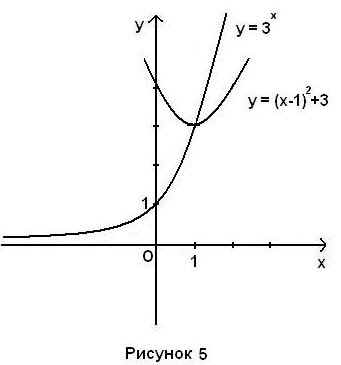 y
y = 3^x
y = (x-1)^2+3
1
O
1
x
Рисунок 5